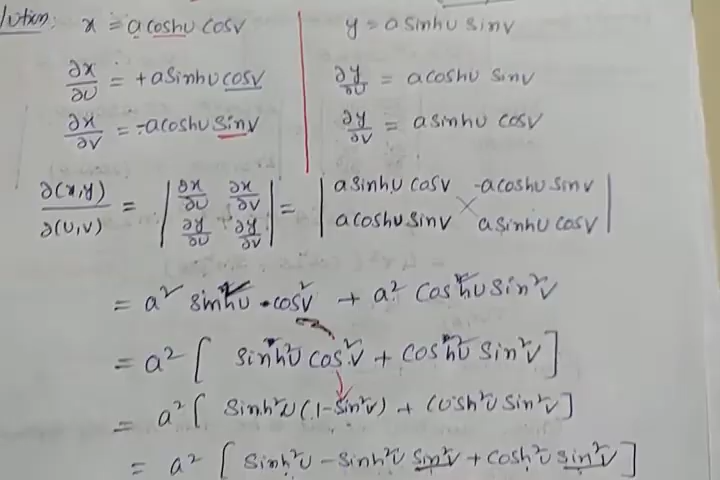 lution: x = a coshu cosv y = a sinhu sinv
∂x/∂u = +a sinhu cosv ∂y/∂u = a coshu sinv
∂x/∂v = -a coshu sinv ∂y/∂v = a sinhu cosv
∂(x,y)/∂(u,v) = | ∂x/∂u ∂x/∂v ; ∂y/∂u ∂y/∂v | = | a sinhu cosv -a coshu sinv ; a coshu sinv a sinhu cosv |
= a² sinh²u · cos²v + a² cosh²u sin²v
= a² [ sinh²u cos²v + cosh²u sin²v ]
= a² [ sinh²u (1-sin²v) + cosh²u sin²v ]
= a² [ sinh²u - sinh²u sin²v + cosh²u sin²v ]